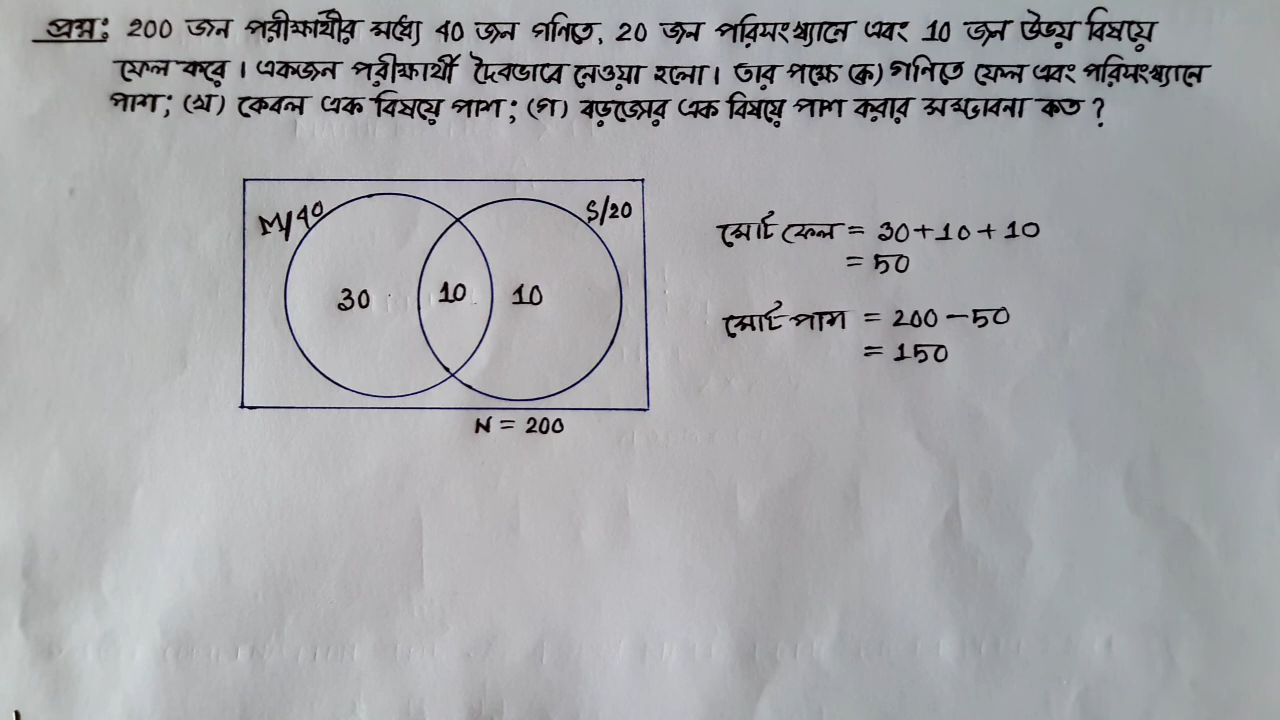 প্রশ্ন: 200 জন পরীক্ষার্থীর মধ্যে 40 জন গনিতে, 20 জন পরিসংখ্যানে এবং 10 জন উভয় বিষয়ে
ফেল করে। একজন পরীক্ষার্থী দৈবভাবে নেওয়া হলো। তার পক্ষে (ক) গনিতে ফেল এবং পরিসংখ্যানে
পাশ; (খ) কেবল এক বিষয়ে পাশ; (গ) বড়জোর এক বিষয়ে পাশ করার সম্ভাবনা কত ?
M/40
S/20
30
10
10
N = 200
মোট ফেল = 30+10+10
= 50
মোট পাশ = 200-50
= 150